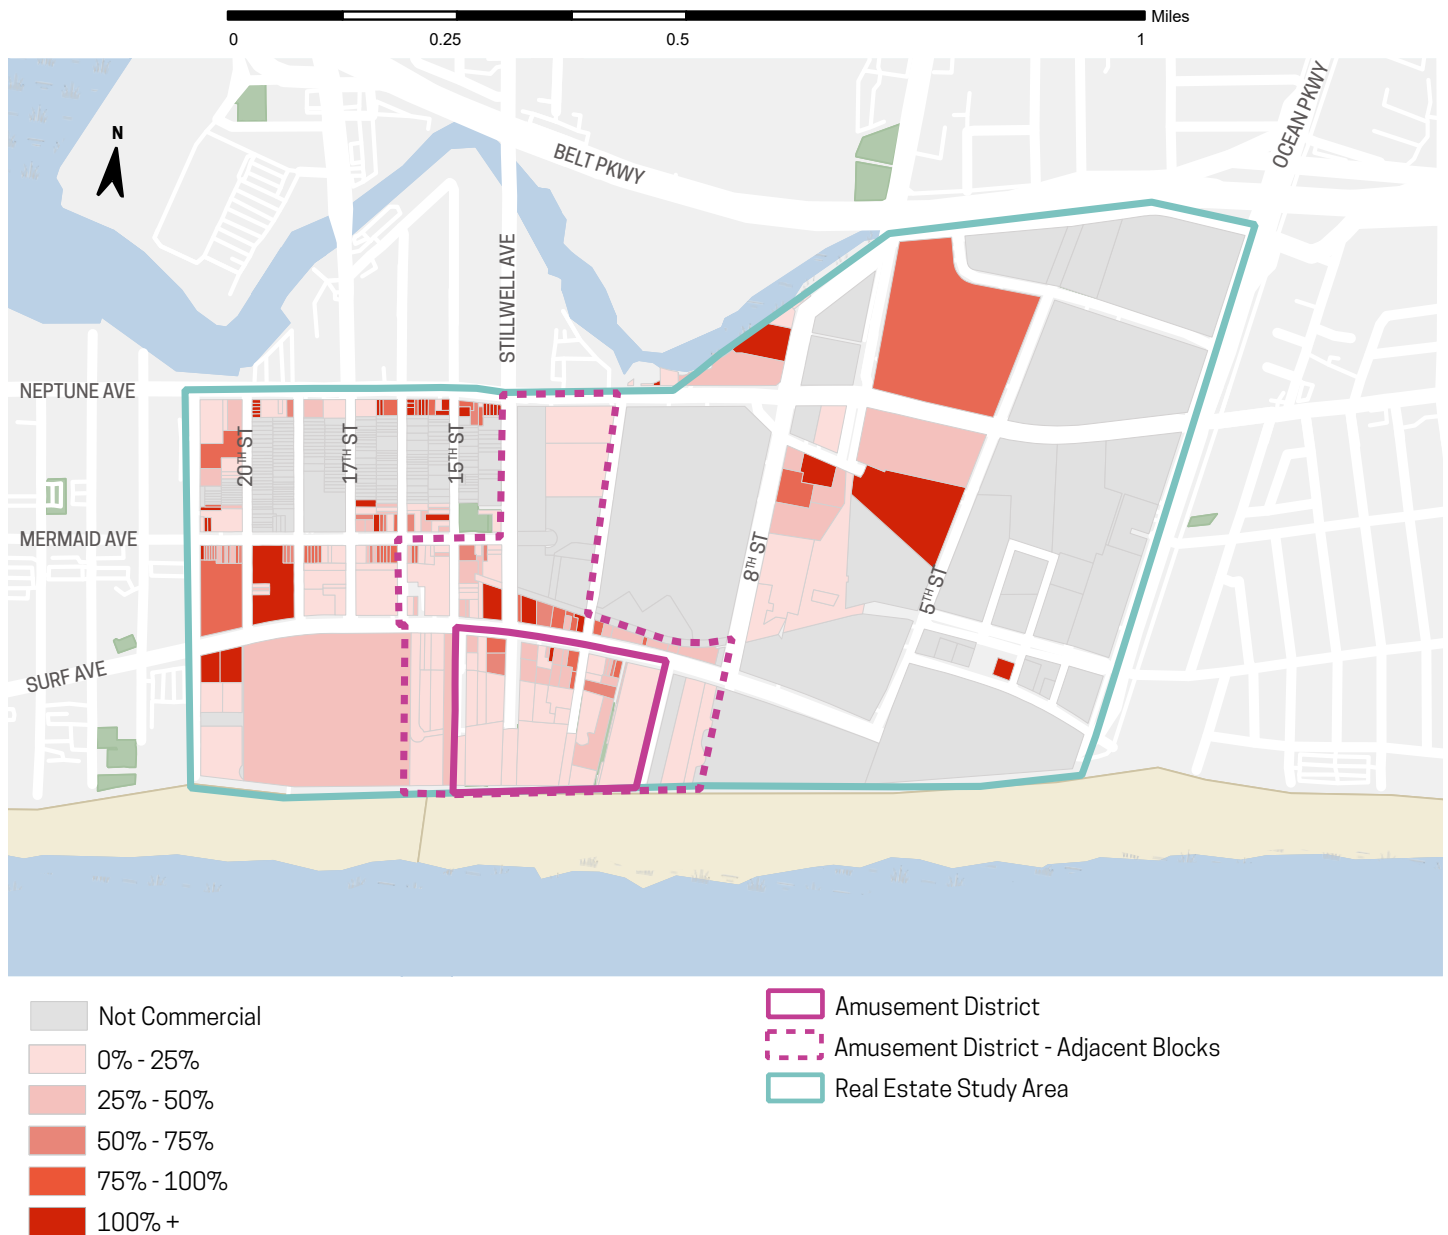 Miles
0 0.25 0.5 1
N
BELT PKWY
OCEAN PKWY
STILLWELL AVE
NEPTUNE AVE
20TH ST
17TH ST
15TH ST
MERMAID AVE
8TH ST
5TH ST
SURF AVE
Not Commercial
0% - 25%
25% - 50%
50% - 75%
75% - 100%
100% +
Amusement District
Amusement District - Adjacent Blocks
Real Estate Study Area